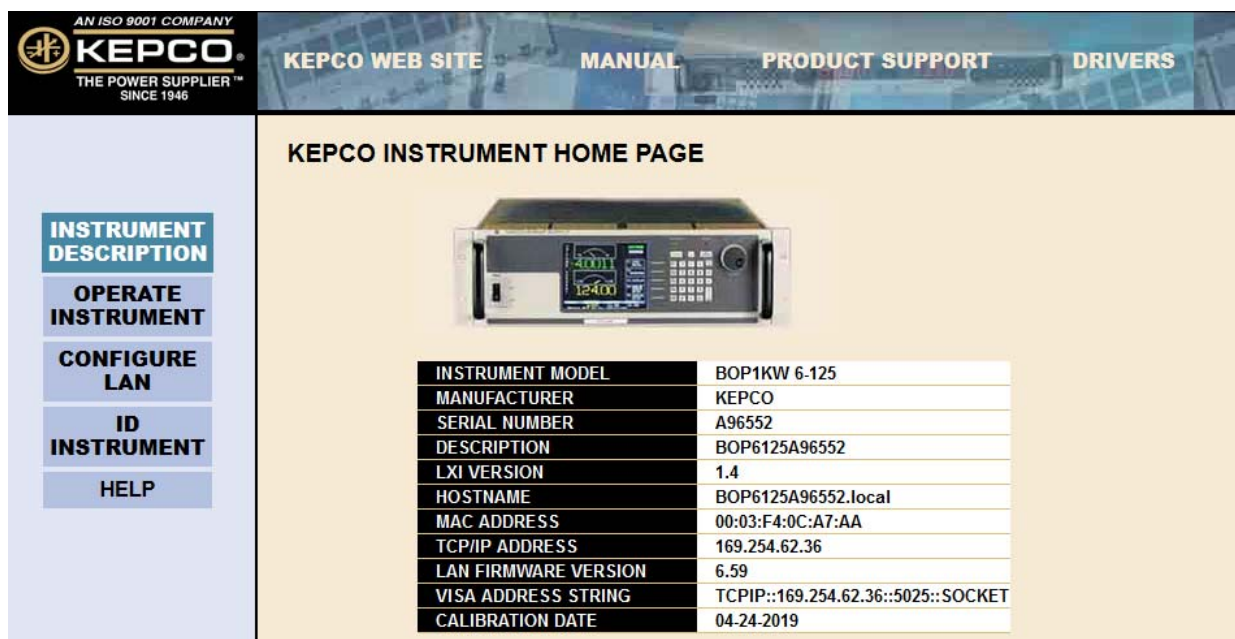 AN ISO 9001 COMPANY
KEPCO®
THE POWER SUPPLIER™
SINCE 1946
KEPCO WEB SITE MANUAL PRODUCT SUPPORT DRIVERS
INSTRUMENT
DESCRIPTION
OPERATE
INSTRUMENT
CONFIGURE
LAN
ID
INSTRUMENT
HELP
KEPCO INSTRUMENT HOME PAGE
INSTRUMENT MODEL BOP1KW 6-125
MANUFACTURER KEPCO
SERIAL NUMBER A96552
DESCRIPTION BOP6125A96552
LXI VERSION 1.4
HOSTNAME BOP6125A96552.local
MAC ADDRESS 00:03:F4:0C:A7:AA
TCP/IP ADDRESS 169.254.62.36
LAN FIRMWARE VERSION 6.59
VISA ADDRESS STRING TCPIP::169.254.62.36::5025::SOCKET
CALIBRATION DATE 04-24-2019